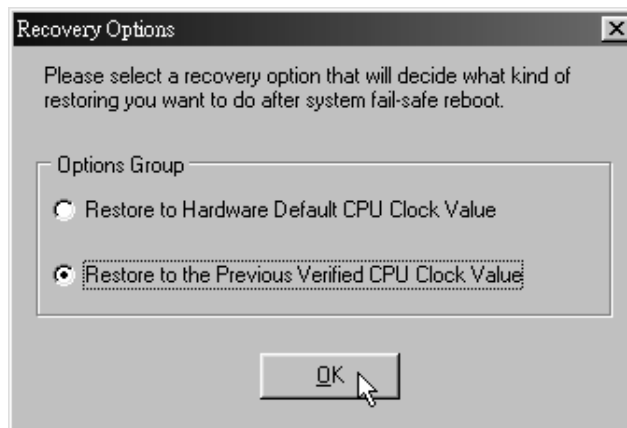 Recovery Options
Please select a recovery option that will decide what kind of
restoring you want to do after system fail-safe reboot.
Options Group
Restore to Hardware Default CPU Clock Value
Restore to the Previous Verified CPU Clock Value
OK